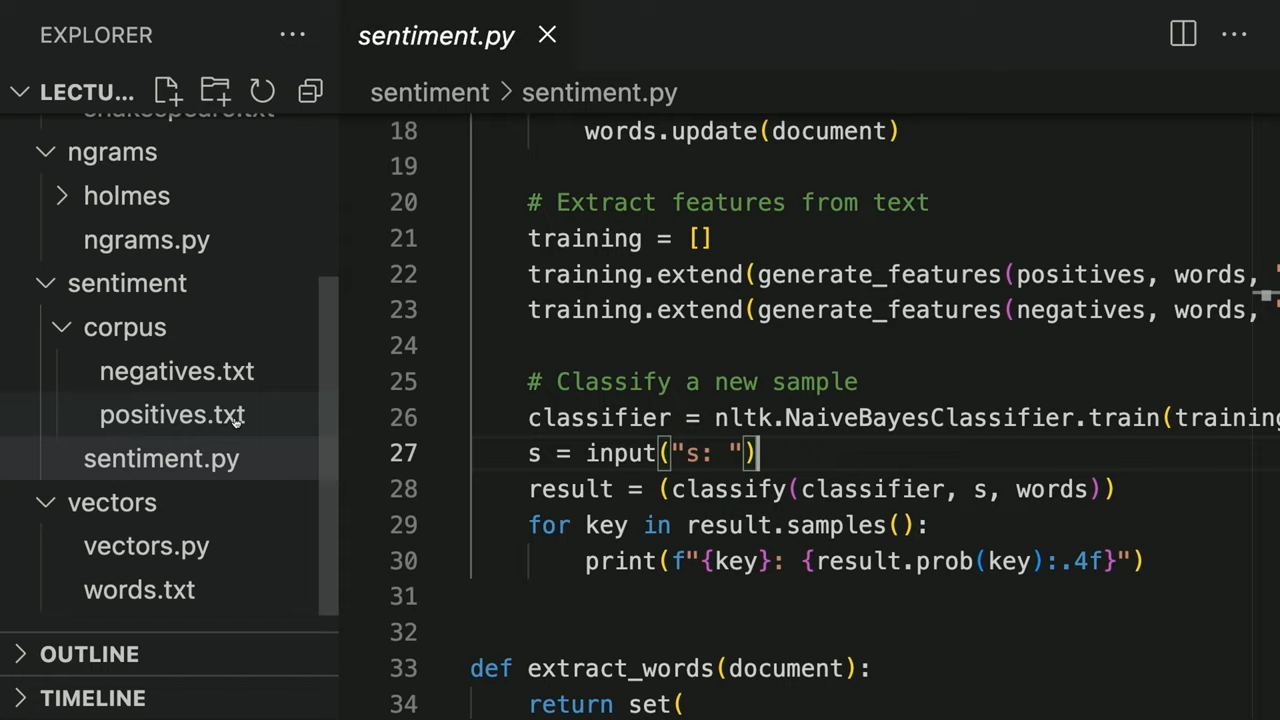 EXPLORER
LECTU...
shakespeare.txt
ngrams
holmes
ngrams.py
sentiment
corpus
negatives.txt
positives.txt
sentiment.py
vectors
vectors.py
words.txt
OUTLINE
TIMELINE
sentiment.py
sentiment > sentiment.py
18 words.update(document)
19
20 # Extract features from text
21 training = []
22 training.extend(generate_features(positives, words,
23 training.extend(generate_features(negatives, words,
24
25 # Classify a new sample
26 classifier = nltk.NaiveBayesClassifier.train(training
27 s = input("s: ")
28 result = (classify(classifier, s, words))
29 for key in result.samples():
30 print(f"{key}: {result.prob(key):.4f}")
31
32
33 def extract_words(document):
34 return set(